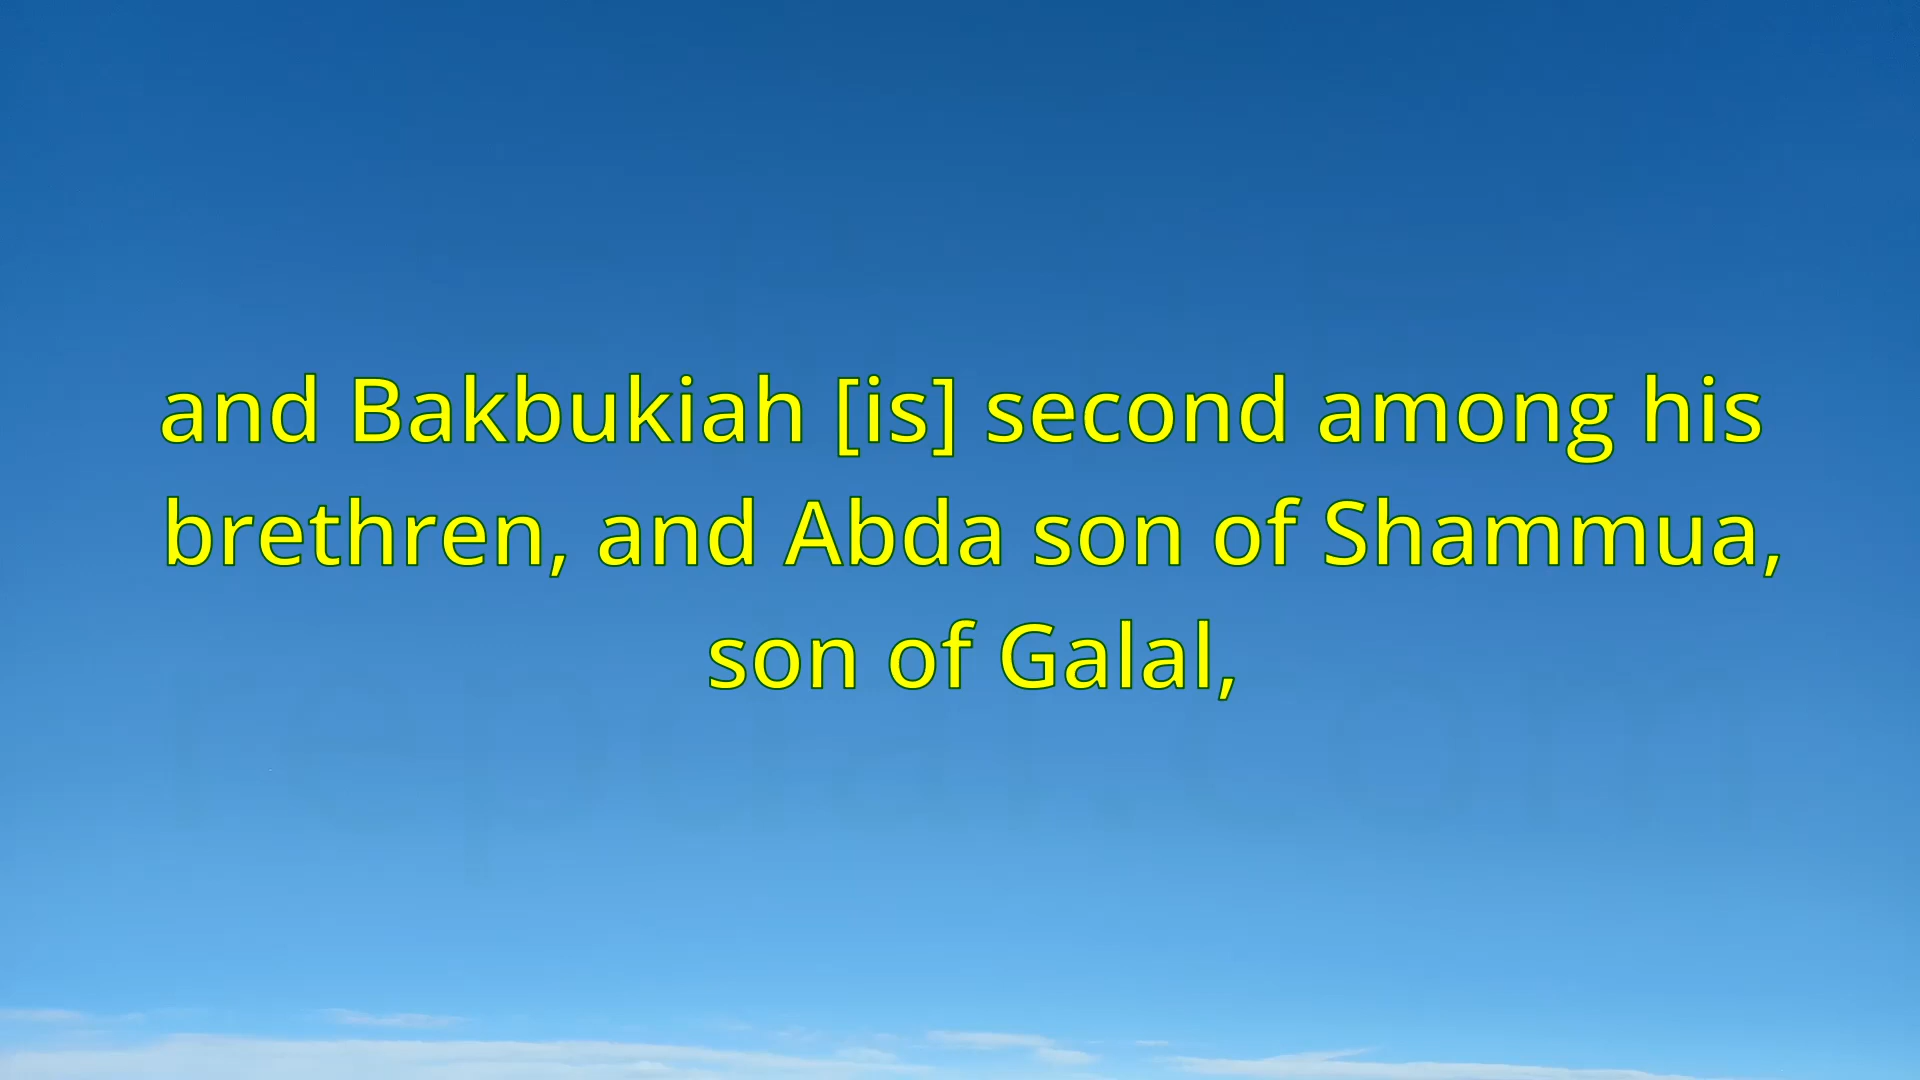 and Bakbukiah [is] second among his
brethren, and Abda son of Shammua,
son of Galal,